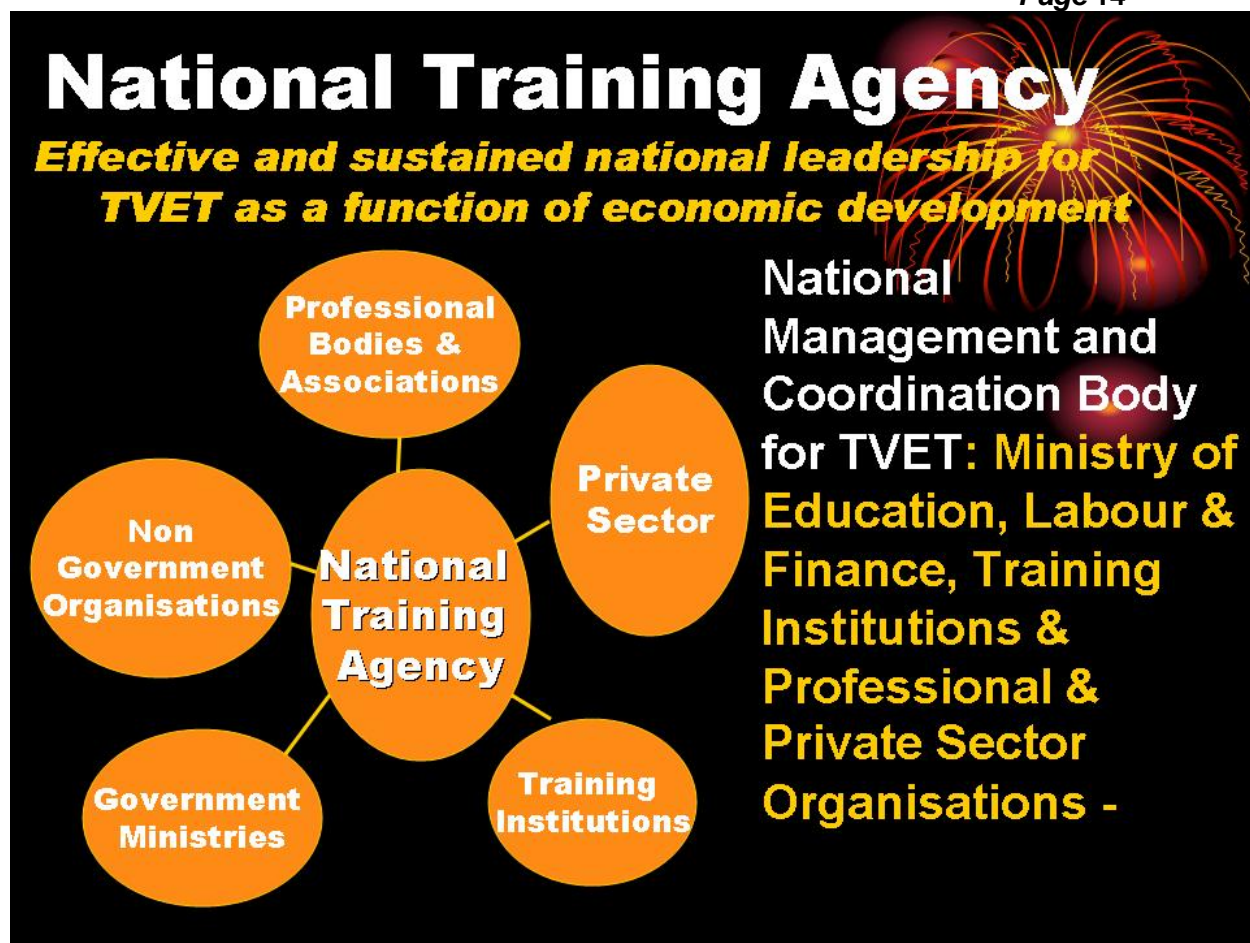 Page 14
National Training Agency
Effective and sustained national leadership for
TVET as a function of economic development
Professional
Bodies &
Associations
Private
Sector
Non
Government
Organisations
National
Training
Agency
Government
Ministries
Training
Institutions
National
Management and
Coordination Body
for TVET: Ministry of
Education, Labour &
Finance, Training
Institutions &
Professional &
Private Sector
Organisations -